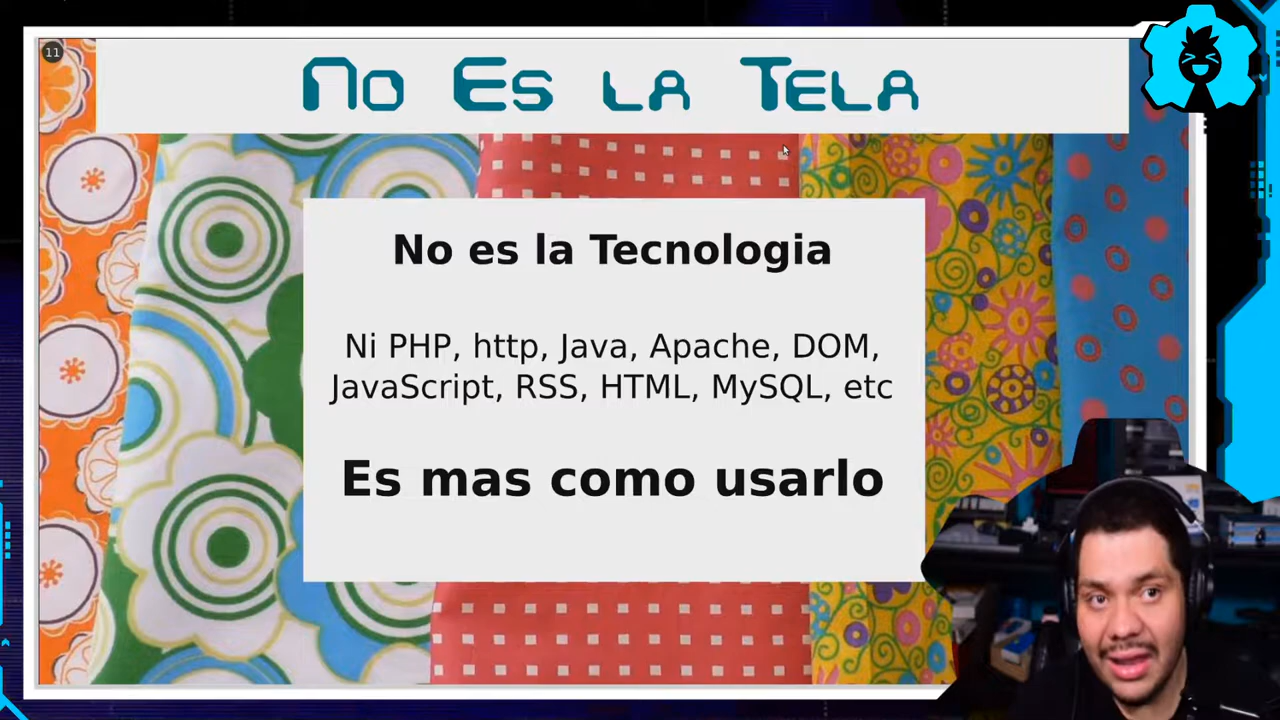 11
No Es la Tela
No es la Tecnologia
Ni PHP, http, Java, Apache, DOM,
JavaScript, RSS, HTML, MySQL, etc
Es mas como usarlo